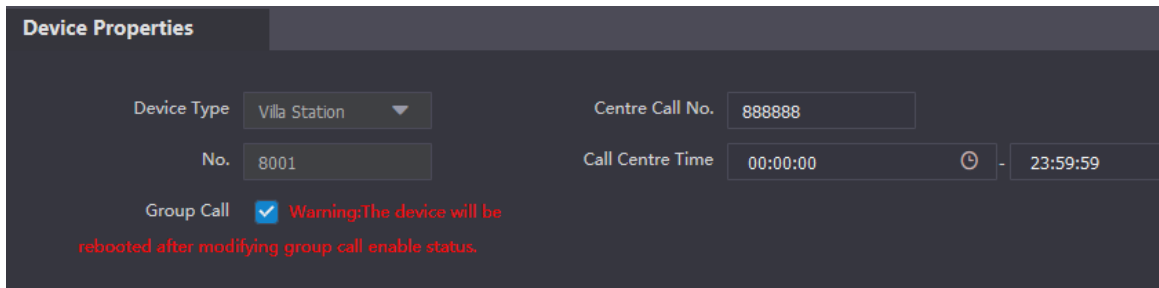 Device Properties
Device Type Villa Station Centre Call No. 888888
No. 8001 Call Centre Time 00:00:00 - 23:59:59
Group Call Warning:The device will be
rebooted after modifying group call enable status.